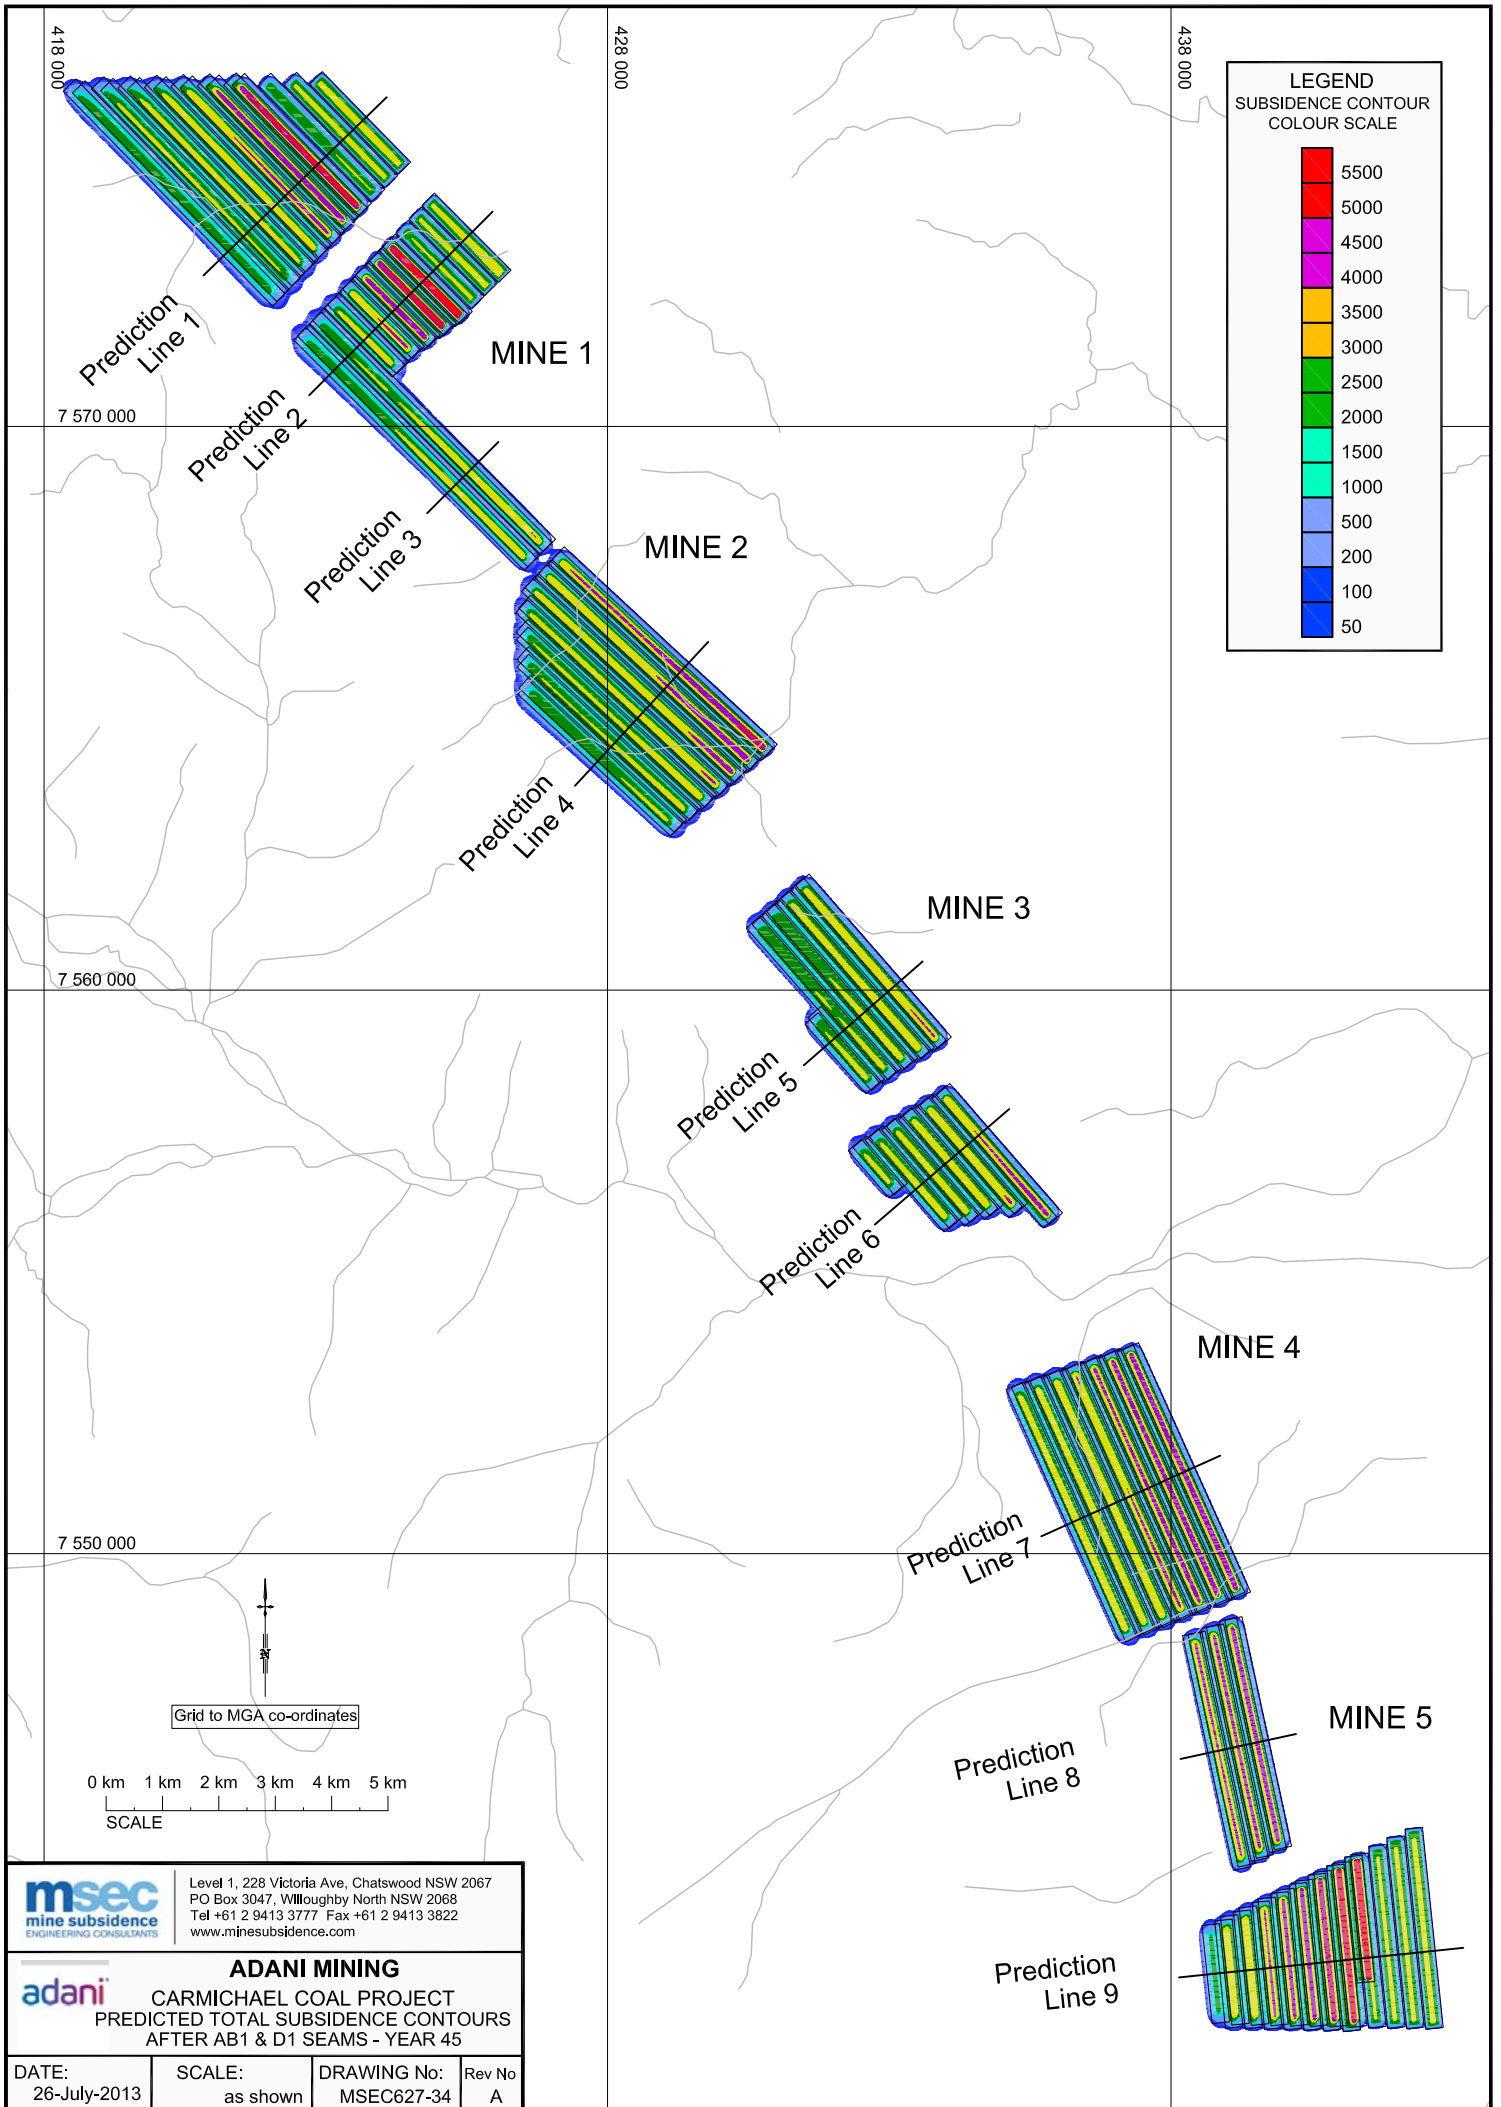 418 000
428 000
438 000
LEGEND
SUBSIDENCE CONTOUR
COLOUR SCALE
5500
5000
4500
4000
3500
3000
2500
2000
1500
1000
500
200
100
50
Prediction
Line 1
MINE 1
Prediction
Line 2
7 570 000
Prediction
Line 3
MINE 2
Prediction
Line 4
MINE 3
7 560 000
Prediction
Line 5
Prediction
Line 6
MINE 4
Prediction
Line 7
7 550 000
N
Grid to MGA co-ordinates
MINE 5
Prediction
Line 8
0 km 1 km 2 km 3 km 4 km 5 km
SCALE
Prediction
Line 9
msec
mine subsidence
ENGINEERING CONSULTANTS
Level 1, 228 Victoria Ave, Chatswood NSW 2067
PO Box 3047, Willoughby North NSW 2068
Tel +61 2 9413 3777 Fax +61 2 9413 3822
www.minesubsidence.com
adani
ADANI MINING
CARMICHAEL COAL PROJECT
PREDICTED TOTAL SUBSIDENCE CONTOURS
AFTER AB1 & D1 SEAMS - YEAR 45
DATE:
26-July-2013
SCALE:
as shown
DRAWING No:
MSEC627-34
Rev No
A